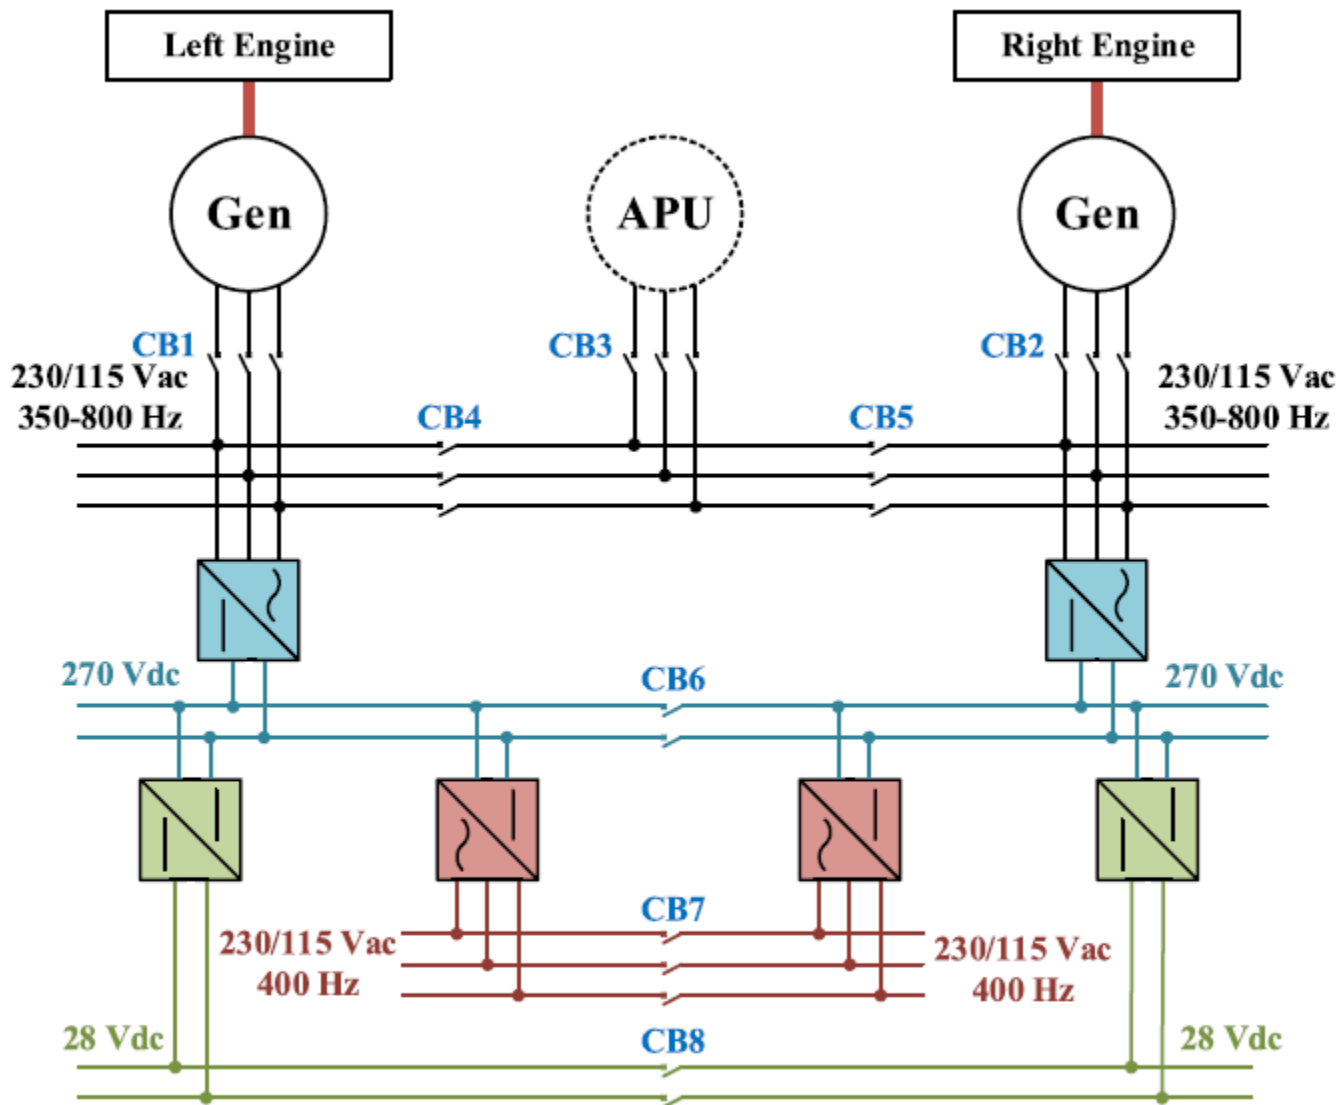 Left Engine
Right Engine
Gen
APU
Gen
CB1
CB3
CB2
230/115 Vac
350-800 Hz
230/115 Vac
350-800 Hz
CB4
CB5
270 Vdc
CB6
270 Vdc
CB7
230/115 Vac
400 Hz
230/115 Vac
400 Hz
28 Vdc
CB8
28 Vdc